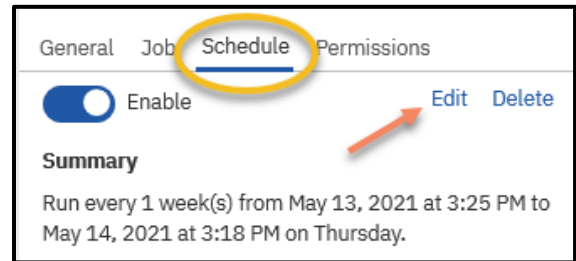 General Job Schedule Permissions
Enable Edit Delete
Summary
Run every 1 week(s) from May 13, 2021 at 3:25 PM to
May 14, 2021 at 3:18 PM on Thursday.